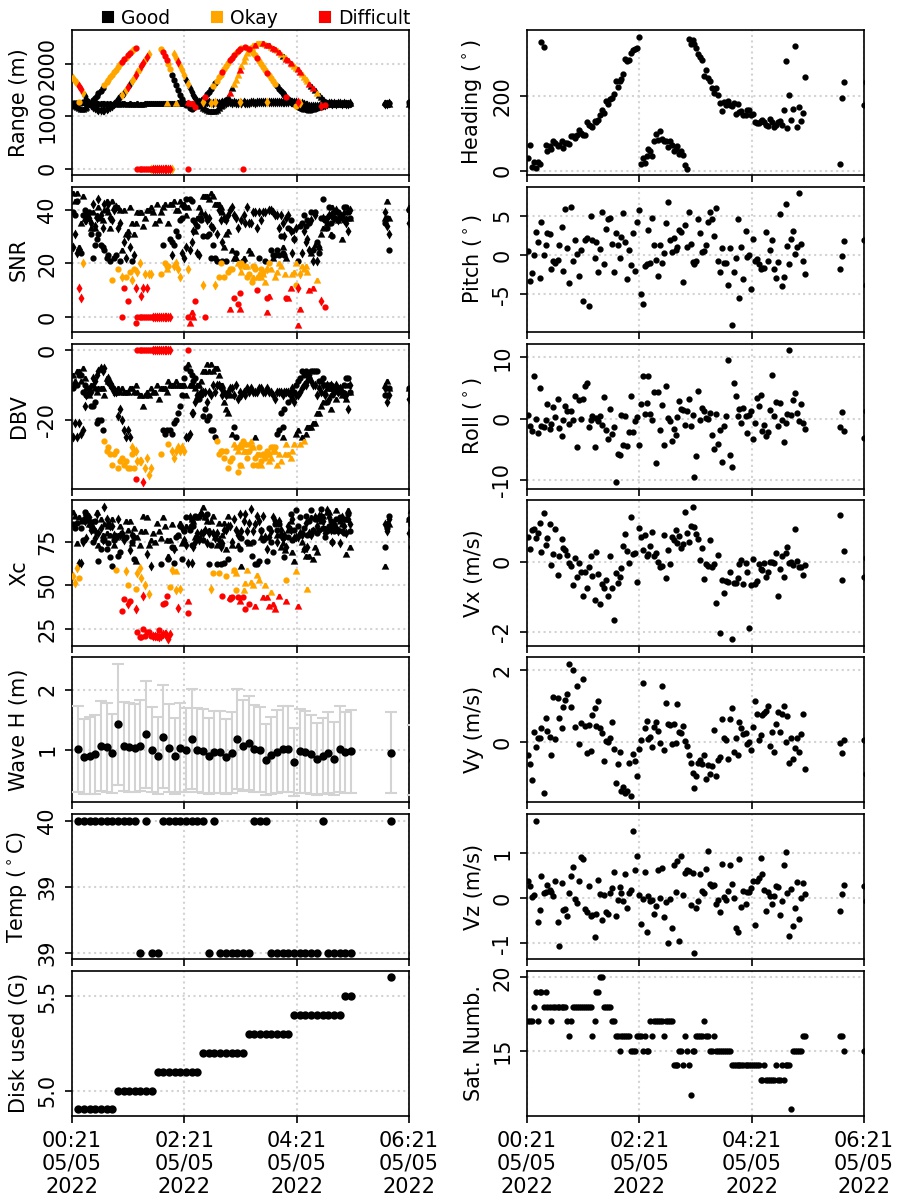 Good Okay Difficult
Range (m)
0
1000
2000
SNR
0
20
40
DBV
-20
0
Xc
25
50
75
Wave H (m)
1
2
Temp (°C)
39
39
40
Disk used (G)
5.0
5.5
00:21 05/05 2022
02:21 05/05 2022
04:21 05/05 2022
06:21 05/05 2022
Heading (°)
0
200
Pitch (°)
-5
0
5
Roll (°)
-10
0
10
Vx (m/s)
-2
0
Vy (m/s)
0
2
Vz (m/s)
-1
0
1
Sat. Numb.
15
20
00:21 05/05 2022
02:21 05/05 2022
04:21 05/05 2022
06:21 05/05 2022